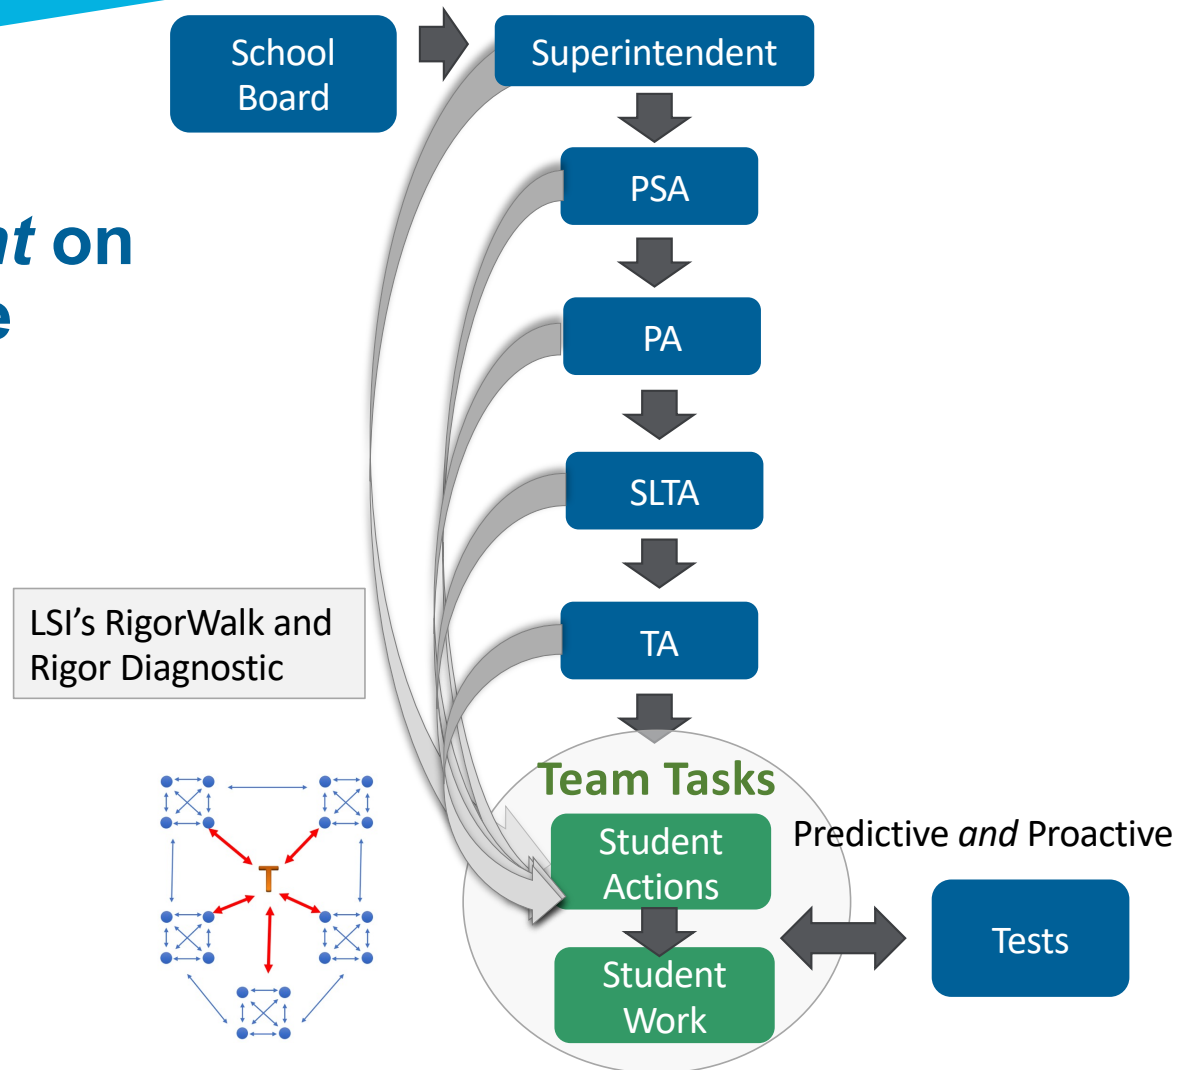 School
Board
Superintendent
PSA
on
PA
SLTA
LSI’s RigorWalk and
Rigor Diagnostic
TA
Team Tasks
Student
Actions
Predictive and Proactive
T
Tests
Student
Work